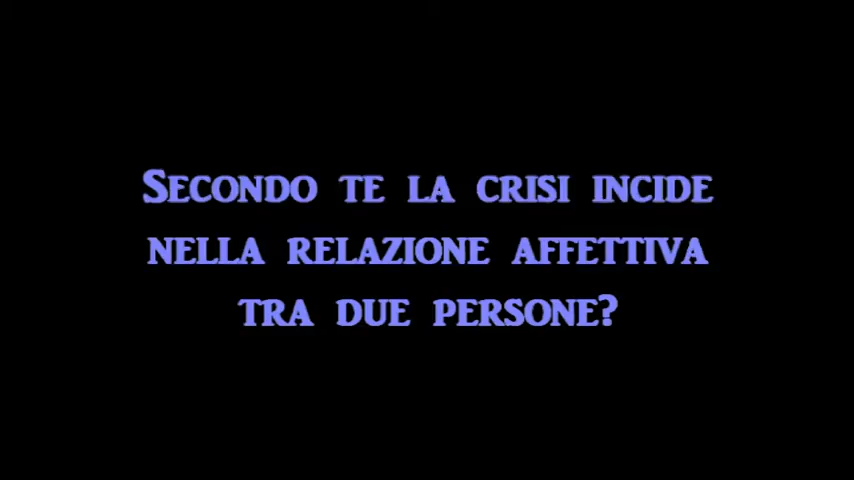 Secondo te la crisi incide
nella relazione affettiva
tra due persone?